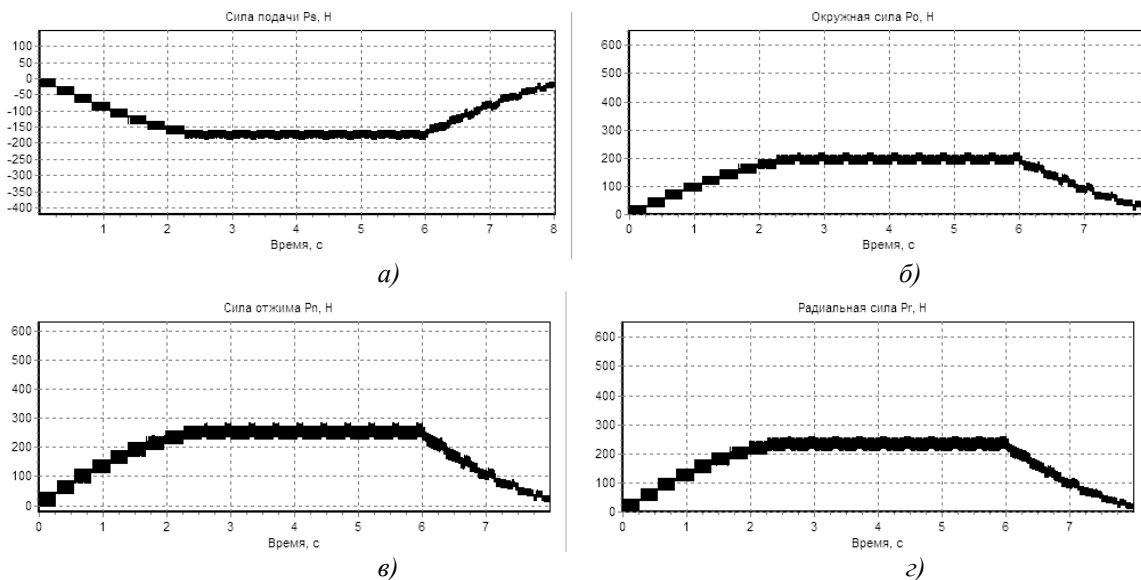 Сила подачи Ps, Н
100
50
0
-50
-100
-150
-200
-250
-300
-350
-400
0 1 2 3 4 5 6 7 8
Время, с
а)
Окружная сила Po, Н
600
500
400
300
200
100
0
0 1 2 3 4 5 6 7
Время, с
б)
Сила отжима Pn, Н
600
500
400
300
200
100
0
0 1 2 3 4 5 6 7
Время, с
в)
Радиальная сила Pr, Н
600
500
400
300
200
100
0
0 1 2 3 4 5 6 7
Время, с
г)